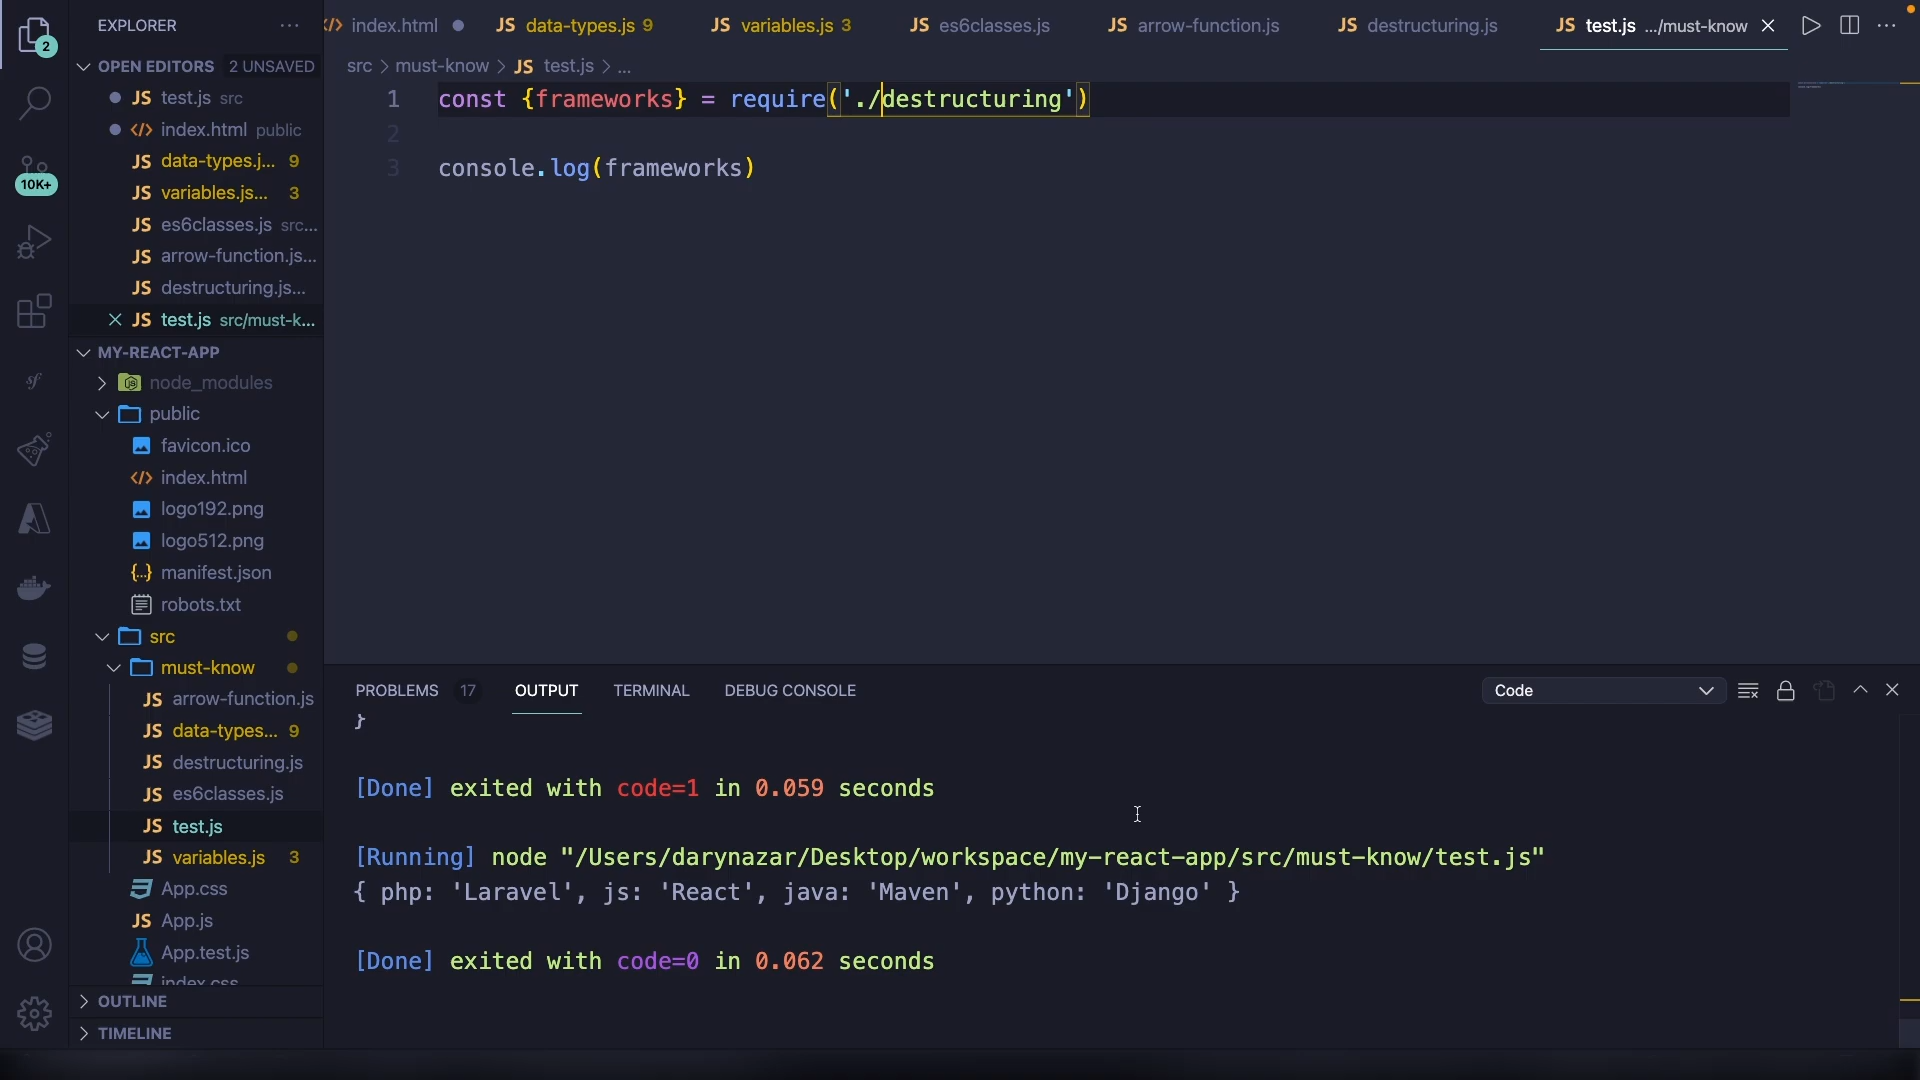 EXPLORER ...
2
OPEN EDITORS 2 UNSAVED
JS test.js src
</> index.html public
JS data-types.j... 9
JS variables.js... 3
JS es6classes.js src...
JS arrow-function.js...
JS destructuring.js...
JS test.js src/must-k...
10K+
MY-REACT-APP
node_modules
public
favicon.ico
</> index.html
logo192.png
logo512.png
{..} manifest.json
robots.txt
src
must-know
JS arrow-function.js
JS data-types... 9
JS destructuring.js
JS es6classes.js
JS test.js
JS variables.js 3
App.css
JS App.js
App.test.js
index.css
OUTLINE
TIMELINE
</> index.html JS data-types.js 9 JS variables.js 3 JS es6classes.js JS arrow-function.js JS destructuring.js JS test.js .../must-know
src > must-know > JS test.js > ...
1 const {frameworks} = require('./destructuring')
2
3 console.log(frameworks)
PROBLEMS 17 OUTPUT TERMINAL DEBUG CONSOLE Code
}
[Done] exited with code=1 in 0.059 seconds
[Running] node "/Users/darynazar/Desktop/workspace/my-react-app/src/must-know/test.js"
{ php: 'Laravel', js: 'React', java: 'Maven', python: 'Django' }
[Done] exited with code=0 in 0.062 seconds